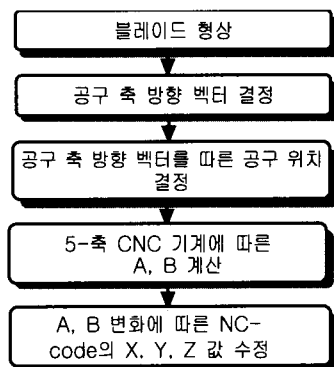 블레이드 형상
공구 축 방향 벡터 결정
공구 축 방향 벡터를 따른 공구 위치
결정
5-축 CNC 기계에 따른
A, B 계산
A, B 변화에 따른 NC-
code의 X, Y, Z 값 수정